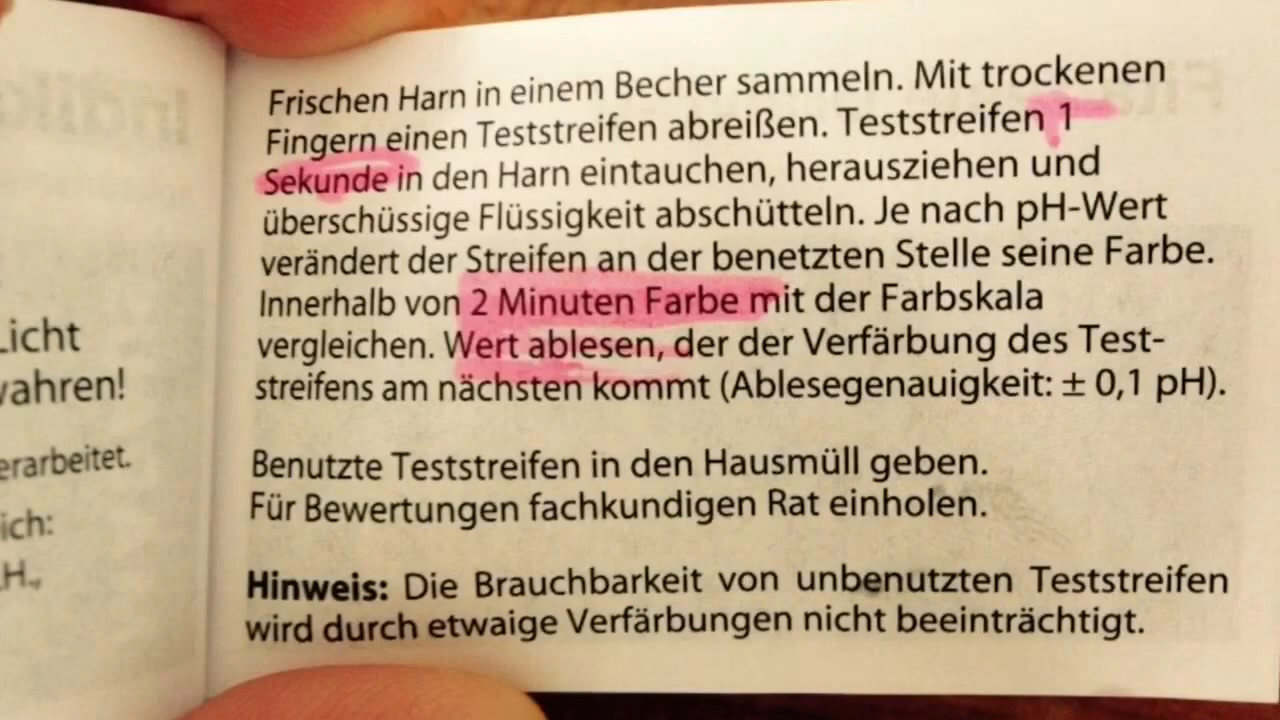 Frischen Harn in einem Becher sammeln. Mit trockenen
Fingern einen Teststreifen abreißen. Teststreifen 1
Sekunde in den Harn eintauchen, herausziehen und
überschüssige Flüssigkeit abschütteln. Je nach pH-Wert
verändert der Streifen an der benetzten Stelle seine Farbe.
Innerhalb von 2 Minuten Farbe mit der Farbskala
vergleichen. Wert ablesen, der der Verfärbung des Test-
streifens am nächsten kommt (Ablesegenauigkeit: ± 0,1 pH).
Benutzte Teststreifen in den Hausmüll geben.
Für Bewertungen fachkundigen Rat einholen.
Hinweis: Die Brauchbarkeit von unbenutzten Teststreifen
wird durch etwaige Verfärbungen nicht beeinträchtigt.
Licht
wahren!
erarbeitet.
ich:
.H.,